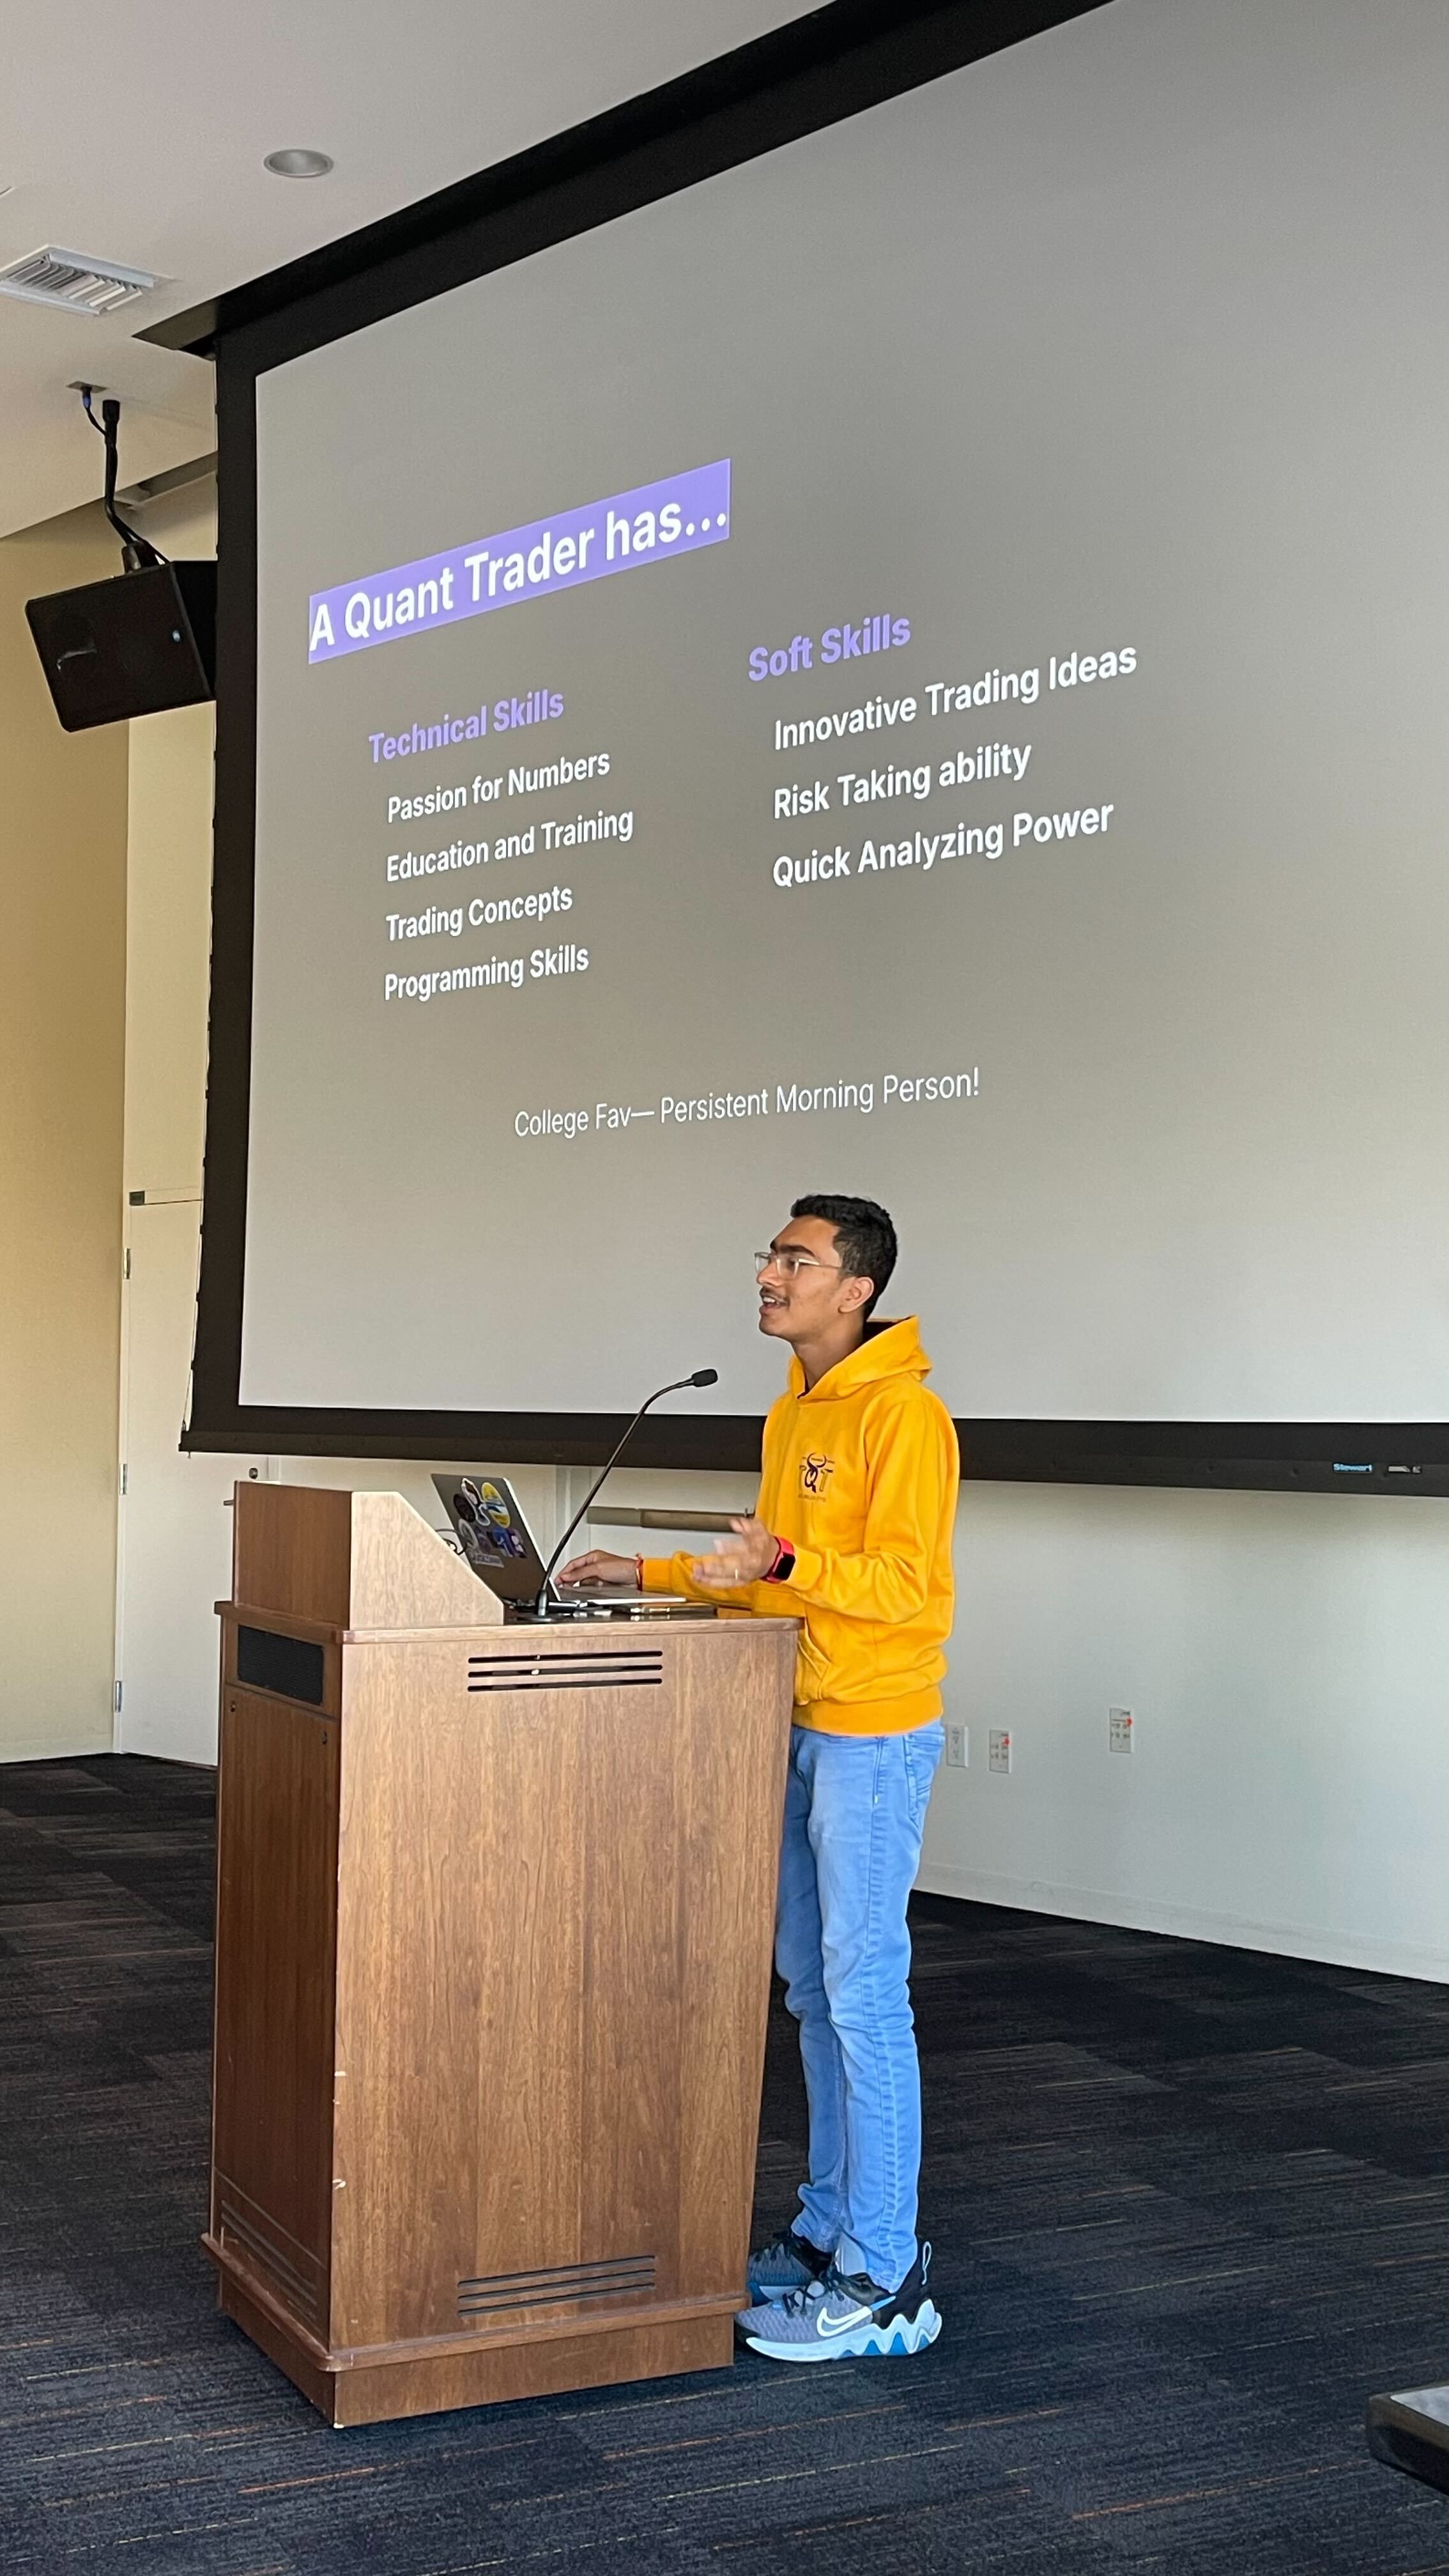 A Quant Trader has...
Technical Skills
Passion for Numbers
Education and Training
Trading Concepts
Programming Skills
Soft Skills
Innovative Trading Ideas
Risk Taking ability
Quick Analyzing Power
College Fav— Persistent Morning Person!
Stewart